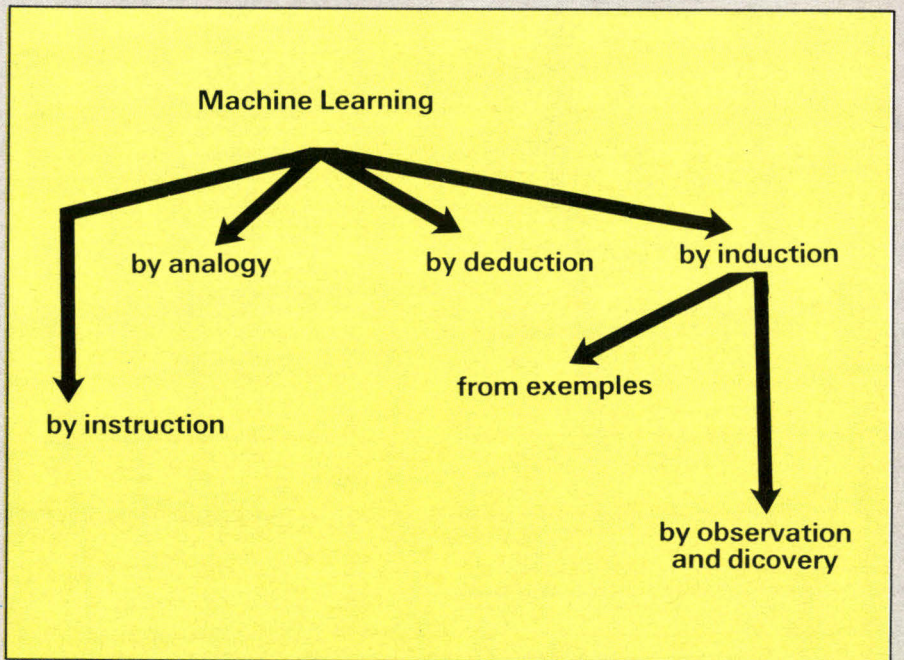 Machine Learning
by analogy
by deduction
by induction
from exemples
by instruction
by observation
and dicovery